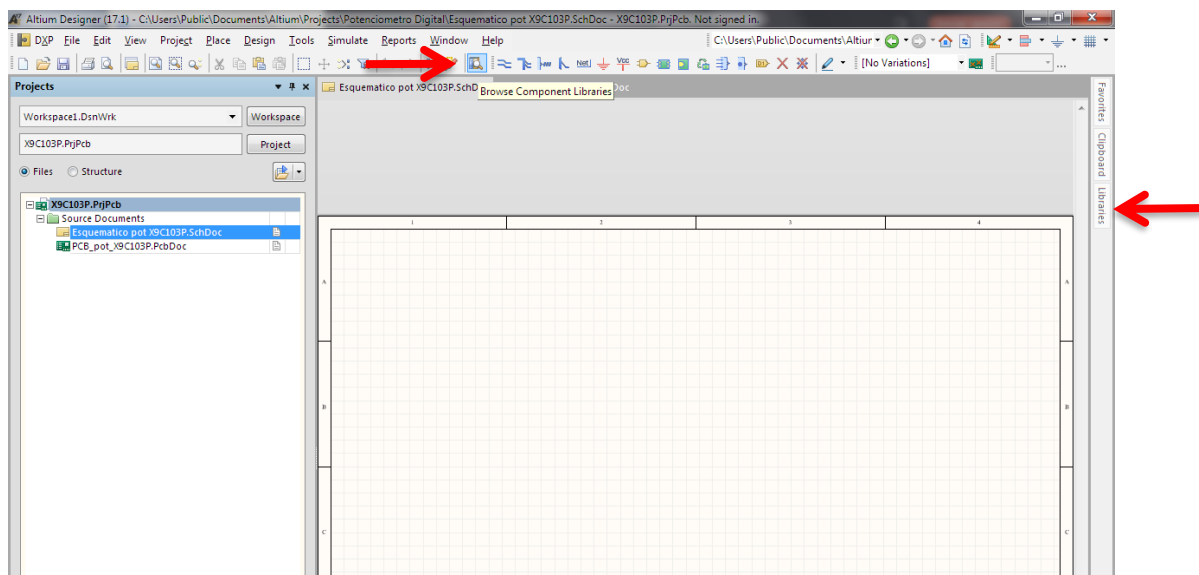 Altium Designer (17.1) - C:\Users\Public\Documents\Altium\Projects\Potenciometro Digital\Esquematico pot X9C103P.SchDoc - X9C103P.PrjPcb. Not signed in.
DXP File Edit View Project Place Design Tools Simulate Reports Window Help C:\Users\Public\Documents\Altiur
Net VCC [No Variations] ...
Projects
Esquematico pot X9C103P.SchD
Browse Component Libraries
Workspace1.DsnWrk Workspace
X9C103P.PrjPcb Project
Files Structure
X9C103P.PrjPcb
Source Documents
Esquematico pot X9C103P.SchDoc
PCB_pot_X9C103P.PcbDoc
Favorites
Clipboard
Libraries
1 2 3 4
A A
B B
C C